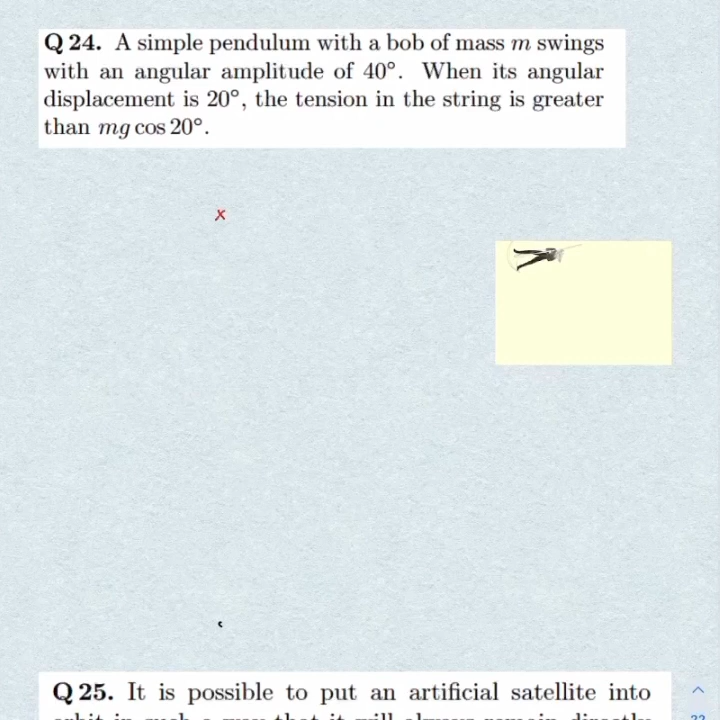 Q 24. A simple pendulum with a bob of mass m swings
with an angular amplitude of 40°. When its angular
displacement is 20°, the tension in the string is greater
than mg cos 20°.
x
Q 25. It is possible to put an artificial satellite into